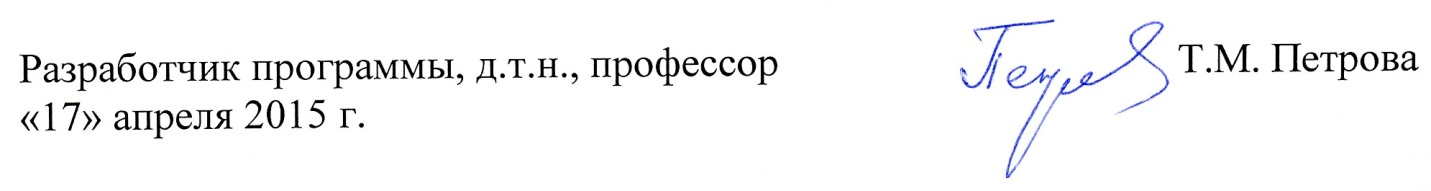 Разработчик программы, д.т.н., профессор Т.М. Петрова
«17» апреля 2015 г.